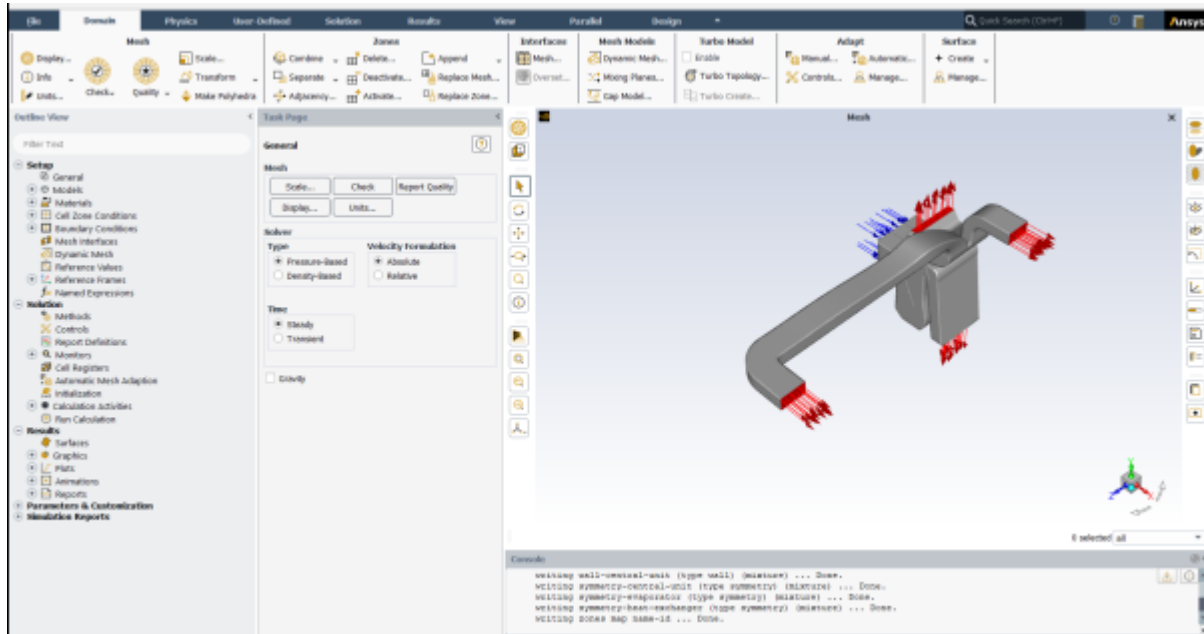 File Domain Physics User-Defined Solution Results View Parallel Design Quick Search (Ctrl+F) Ansys
Mesh
Display...
Info
Units...
Check...
Quality
Scale...
Transform
Make Polyhedra
Zones
Combine Delete... Append
Separate Deactivate... Replace Mesh...
Adjacency... Activate... Replace Zone...
Interfaces
Mesh...
Overset...
Mesh Models
Dynamic Mesh...
Mixing Planes...
Gap Model...
Turbo Model
Enable
Turbo Topology...
Turbo Create...
Adapt
Manual... Automatic...
Controls... Manage...
Surface
Create
Manage...
Outline View
Filter Text
Setup
General
Models
Materials
Cell Zone Conditions
Boundary Conditions
Mesh Interfaces
Dynamic Mesh
Reference Values
Reference Frames
Named Expressions
Solution
Methods
Controls
Report Definitions
Monitors
Cell Registers
Automatic Mesh Adaption
Initialization
Calculation Activities
Run Calculation
Results
Surfaces
Graphics
Plots
Animations
Reports
Parameters & Customization
Simulation Reports
Task Page
General
Mesh
Scale... Check Report Quality
Display... Units...
Solver
Type Velocity Formulation
Pressure-Based Absolute
Density-Based Relative
Time
Steady
Transient
Gravity
Mesh
0 selected all
Console
writing wall-central-unit (type wall) (mixture) ... Done.
writing symmetry-central-unit (type symmetry) (mixture) ... Done.
writing symmetry-evaporator (type symmetry) (mixture) ... Done.
writing symmetry-heat-exchanger (type symmetry) (mixture) ... Done.
writing zones map name-id ... Done.